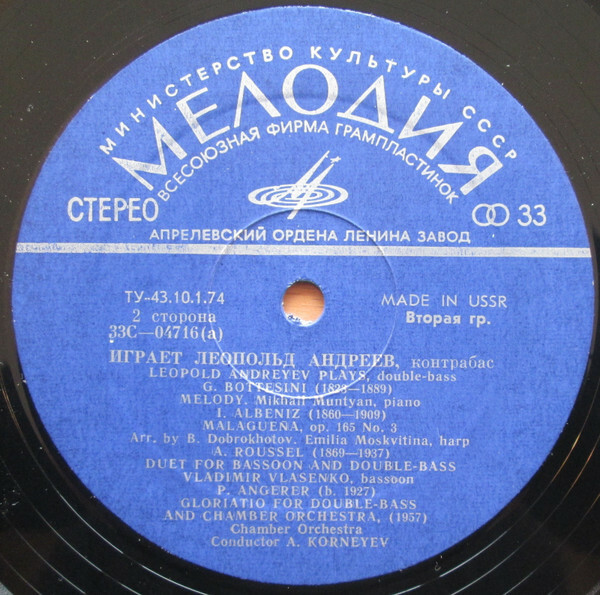 МИНИСТЕРСТВО КУЛЬТУРЫ СССР
МЕЛОДИЯ
ВСЕСОЮЗНАЯ ФИРМА ГРАМПЛАСТИНОК
СТЕРЕО
33
АПРЕЛЕВСКИЙ ОРДЕНА ЛЕНИНА ЗАВОД
ТУ-43.10.1.74
MADE IN USSR
2 сторона
Вторая гр.
33С—04716(а)
ИГРАЕТ ЛЕОПОЛЬД АНДРЕЕВ, контрабас
LEOPOLD ANDREYEV PLAYS, double-bass
G. BOTTESINI (1823—1889)
MELODY. Mikhail Muntyan, piano
I. ALBENIZ (1860—1909)
MALAGUENA, op. 165 No. 3
Arr. by B. Dobrokhotov. Emilia Moskvitina, harp
A. ROUSSEL (1869—1937)
DUET FOR BASSOON AND DOUBLE-BASS
VLADIMIR VLASENKO, bassoon
P. ANGERER (b. 1927)
GLORIATIO FOR DOUBLE-BASS
AND CHAMBER ORCHESTRA, (1957)
Chamber Orchestra
Conductor A. KORNEYEV